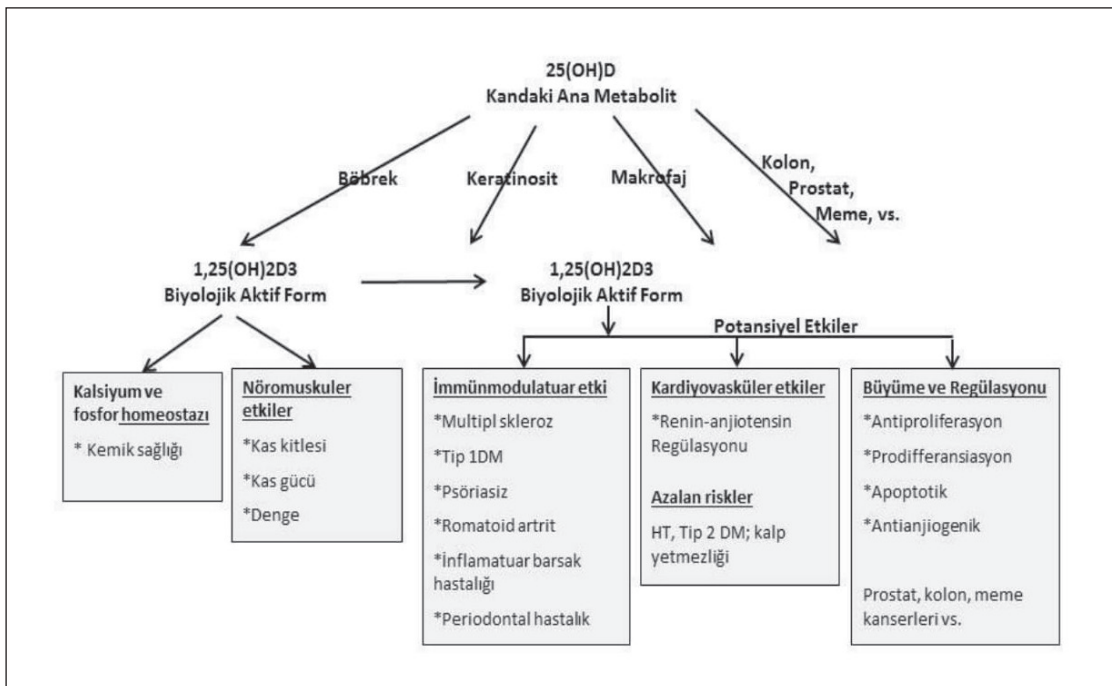 25(OH)D
Kandaki Ana Metabolit
Böbrek
Keratinosit
Makrofaj
Kolon,
Prostat,
Meme, vs.
1,25(OH)2D3
Biyolojik Aktif Form
1,25(OH)2D3
Biyolojik Aktif Form
Potansiyel Etkiler
Kalsiyum ve
fosfor homeostazı
* Kemik sağlığı
Nöromuskuler
etkiler
*Kas kitlesi
*Kas gücü
*Denge
İmmünmodulatuar etki
*Multipl skleroz
*Tip 1DM
*Psöriasiz
*Romatoid artrit
*İnflamatuar barsak
hastalığı
*Periodontal hastalık
Kardiyovasküler etkiler
*Renin-anjiotensin
Regülasyonu
Azalan riskler
HT, Tip 2 DM; kalp
yetmezliği
Büyüme ve Regülasyonu
*Antiproliferasyon
*Prodifferansiasyon
*Apoptotik
*Antianjiogenik
Prostat, kolon, meme
kanserleri vs.